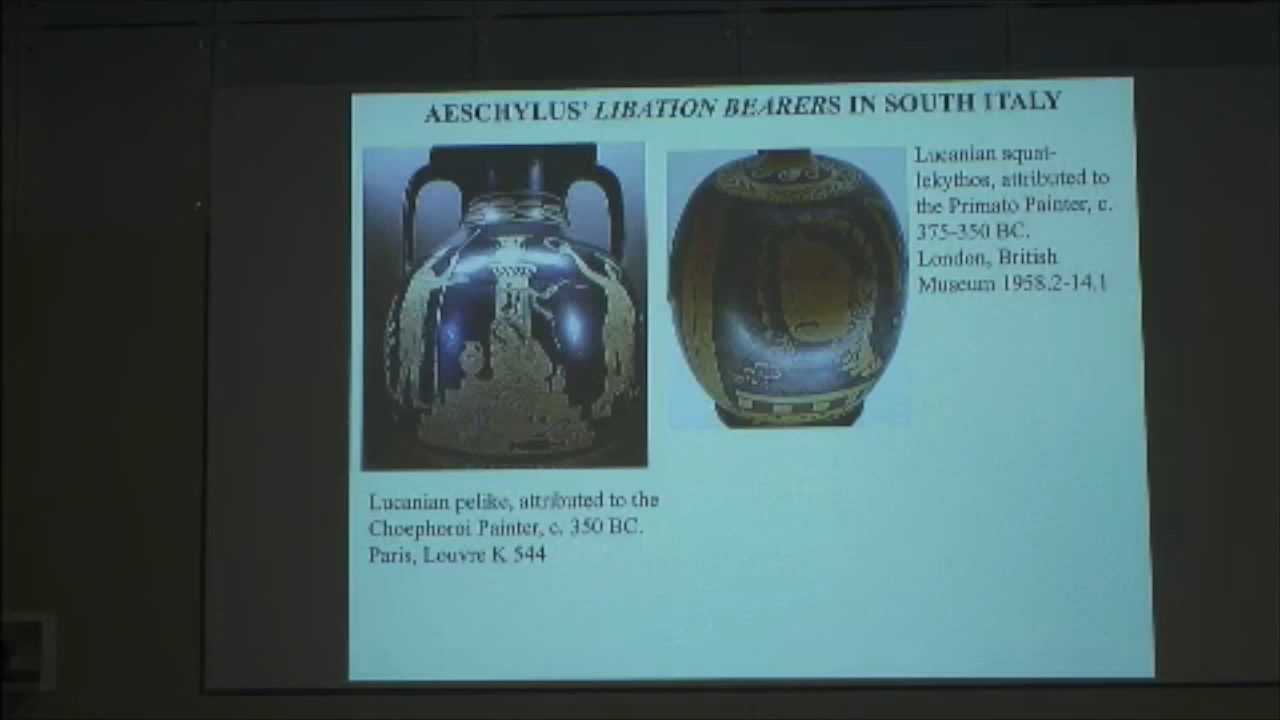 AESCHYLUS' LIBATION BEARERS IN SOUTH ITALY
Lucanian squat-
lekythos, attributed to
the Primato Painter, c.
375-350 BC.
London, British
Museum 1958.2-14.1
Lucanian pelike, attributed to the
Choephoroi Painter, c. 350 BC.
Paris, Louvre K 544